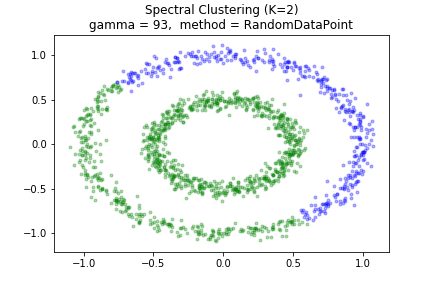 Spectral Clustering (K=2)
gamma = 93,  method = RandomDataPoint
1.0
0.5
0.0
−0.5
−1.0
−1.0 −0.5 0.0 0.5 1.0